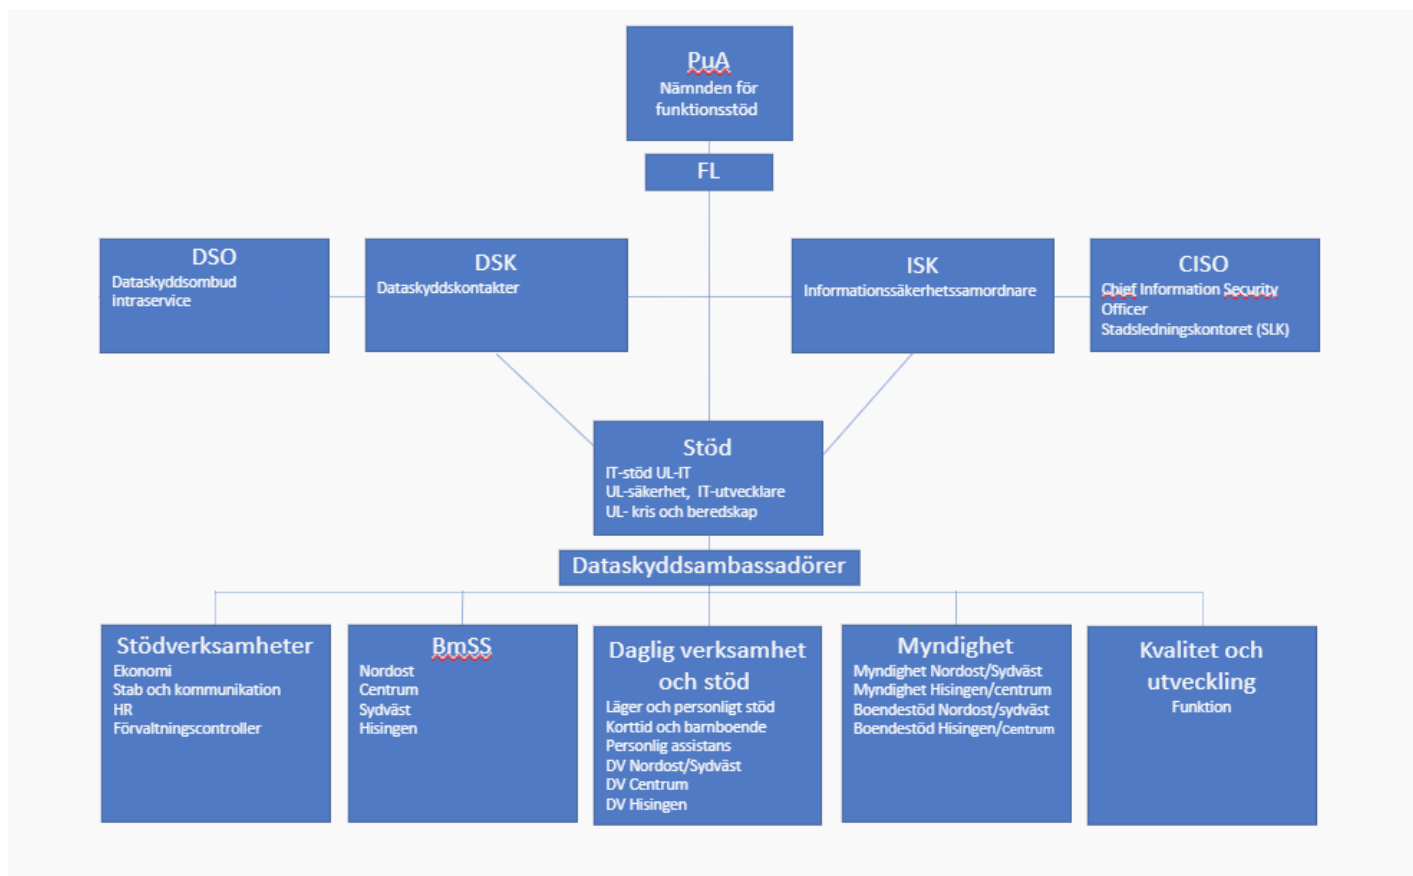 PuA
Nämnden för
funktionsstöd
FL
DSO
Dataskyddsombud
intraservice
DSK
Dataskyddskontakter
ISK
Informationssäkerhetssamordnare
CISO
Chief Information Security
Officer
Stadsledningskontoret (SLK)
Stöd
IT-stöd UL-IT
UL-säkerhet, IT-utvecklare
UL- kris och beredskap
Dataskyddsambassadörer
Stödverksamheter
Ekonomi
Stab och kommunikation
HR
Förvaltningscontroller
BmSS
Nordost
Centrum
Sydväst
Hisingen
Daglig verksamhet
och stöd
Läger och personligt stöd
Korttid och barnboende
Personlig assistans
DV Nordost/Sydväst
DV Centrum
DV Hisingen
Myndighet
Myndighet Nordost/Sydväst
Myndighet Hisingen/centrum
Boendestöd Nordost/sydväst
Boendestöd Hisingen/Centrum
Kvalitet och
utveckling
Funktion